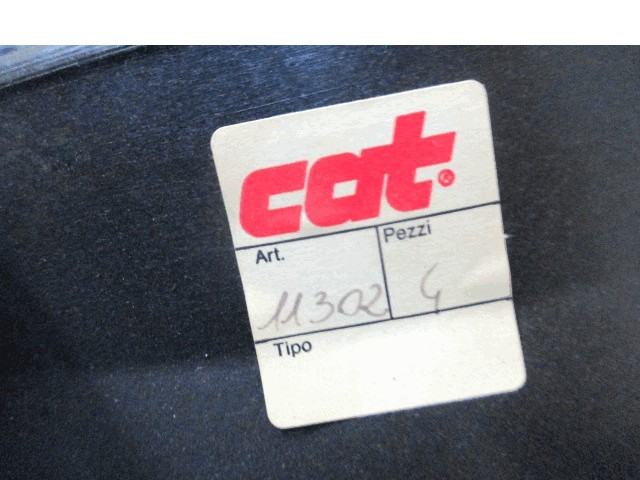 cat®
Art. Pezzi
11302 4
Tipo